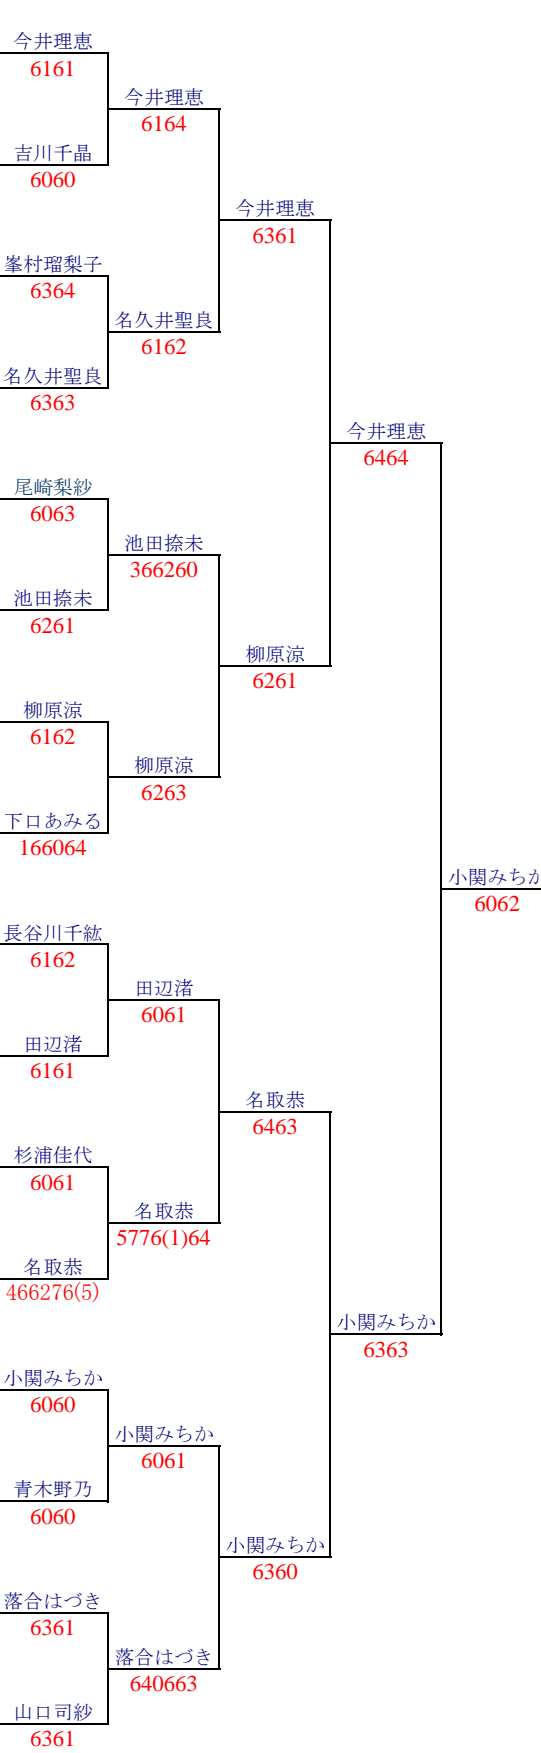 今井理恵
6161
今井理恵
6164
吉川千晶
6060
今井理恵
6361
峯村瑠梨子
6364
名久井聖良
6162
名久井聖良
6363
今井理恵
6464
尾崎梨紗
6063
池田捺未
366260
池田捺未
6261
柳原涼
6261
柳原涼
6162
柳原涼
6263
下口あみる
166064
小関みちか
6062
長谷川千紘
6162
田辺渚
6061
田辺渚
6161
名取恭
6463
杉浦佳代
6061
名取恭
5776(1)64
名取恭
466276(5)
小関みちか
6363
小関みちか
6060
小関みちか
6061
青木野乃
6060
小関みちか
6360
落合はづき
6361
落合はづき
640663
山口司紗
6361